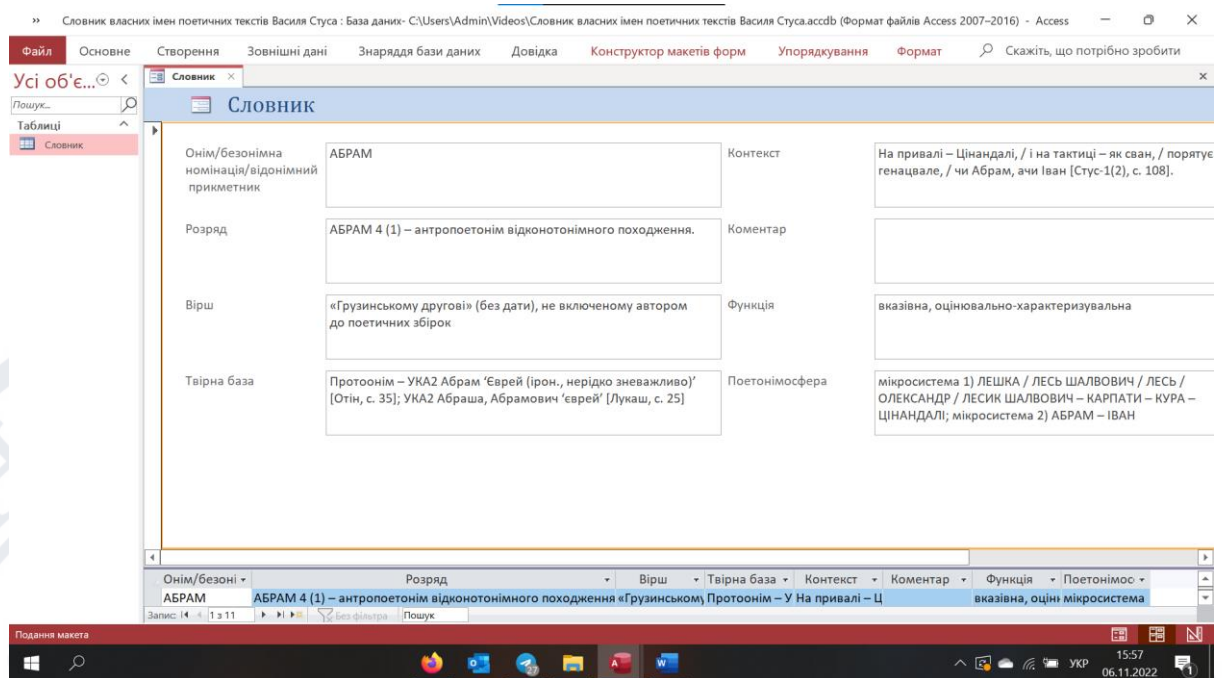 Словник власних імен поетичних текстів Василя Стуса : База даних- C:\Users\Admin\Videos\Словник власних імен поетичних текстів Василя Стуса.accdb (Формат файлів Access 2007–2016) - Access
Файл Основне Створення Зовнішні дані Знаряддя бази даних Довідка Конструктор макетів форм Упорядкування Формат Скажіть, що потрібно зробити
Усі об'є...
Пошук...
Таблиці
Словник
Словник
Словник
Онім/безонімна
номінація/відонімний
прикметник
АБРАМ
Контекст
На привалі – Цінандалі, / і на тактиці – як сван, / порятує
генацвале, / чи Абрам, ачи Іван [Стус-1(2), с. 108].
Розряд
АБРАМ 4 (1) – антропоетонім відконотонімного походження.
Коментар
Вірш
«Грузинському другові» (без дати), не включеному автором
до поетичних збірок
Функція
вказівна, оцінювально-характеризувальна
Твірна база
Протоонім – УКА2 Абрам ‘Єврей (ірон., нерідко зневажливо)’
[Отін, с. 35]; УКА2 Абраша, Абрамович ‘єврей’ [Лукаш, с. 25]
Поетонімосфера
мікросистема 1) ЛЕШКА / ЛЕСЬ ШАЛВОВИЧ / ЛЕСЬ /
ОЛЕКСАНДР / ЛЕСИК ШАЛВОВИЧ – КАРПАТИ – КУРА –
ЦІНАНДАЛІ; мікросистема 2) АБРАМ – ІВАН
Онім/безоні Розряд Вірш Твірна база Контекст Коментар Функція Поетонімос
АБРАМ АБРАМ 4 (1) – антропоетонім відконотонімного походження «Грузинськом Протоонім – У На привалі – Ц вказівна, оцін мікросистема
Запис: 1 з 11 Без фільтра Пошук
Подання макета
27
УКР
15:57
06.11.2022
1